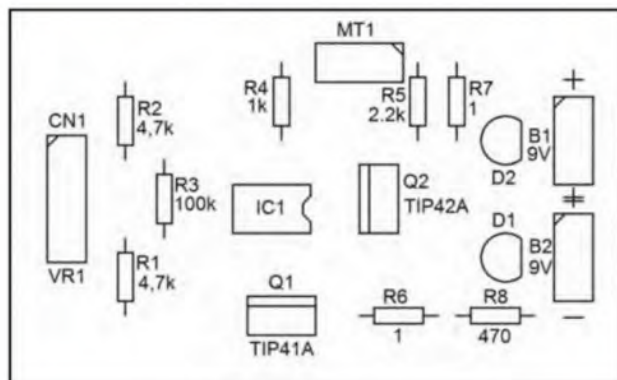 MT1
R4
1k
R5
2.2k
R7
1
+
CN1
R2
4,7k
B1
9V
D2
R3
100k
IC1
Q2
TIP42A
+
D1
B2
9V
VR1
R1
4,7k
Q1
TIP41A
R6
1
R8
470
−